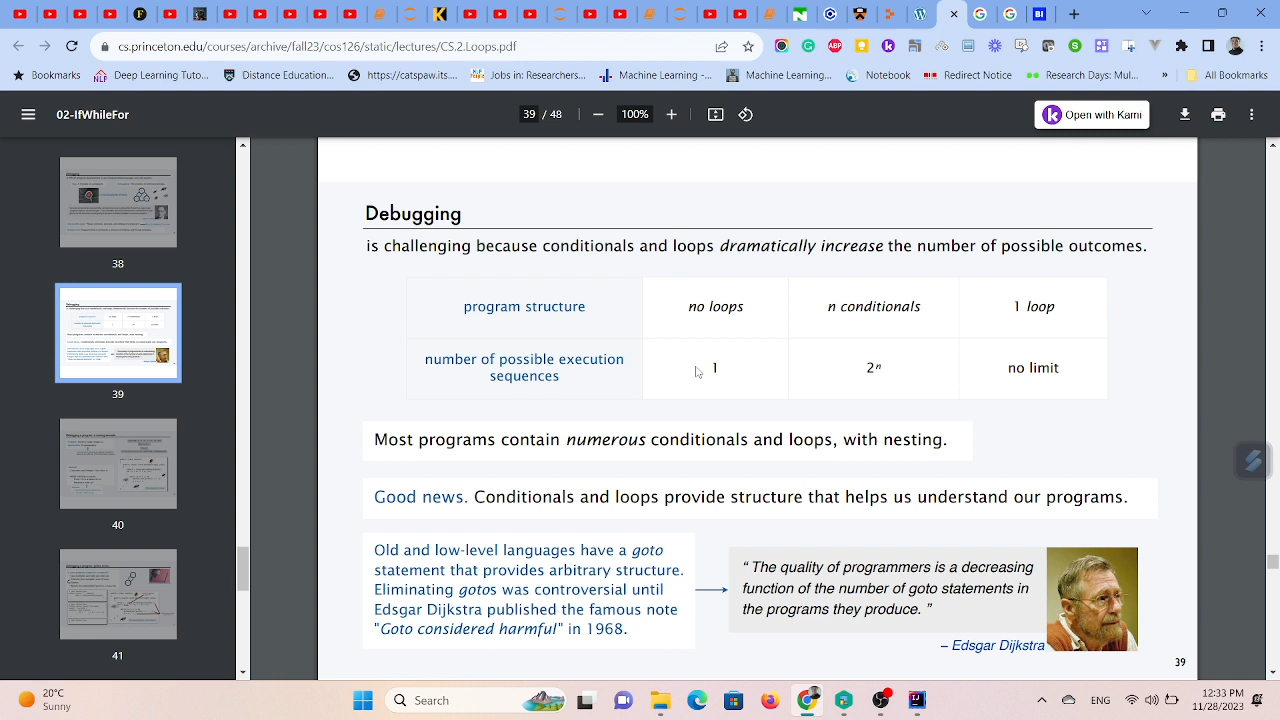 cs.princeton.edu/courses/archive/fall23/cos126/static/lectures/CS.2.Loops.pdf
Bookmarks
Deep Learning Tuto...
Distance Education...
https://catspaw.its....
Jobs in Researchers...
Machine Learning -...
Machine Learning...
Notebook
Redirect Notice
Research Days: Mul...
»
All Bookmarks
02-IfWhileFor
39 / 48
100%
Open with Kami
38
39
40
41
Debugging
is challenging because conditionals and loops dramatically increase the number of possible outcomes.
program structure
no loops
n conditionals
1 loop
number of possible execution
sequences
1
2ⁿ
no limit
Most programs contain numerous conditionals and loops, with nesting.
Good news. Conditionals and loops provide structure that helps us understand our programs.
Old and low-level languages have a goto
statement that provides arbitrary structure.
Eliminating gotos was controversial until
Edsgar Dijkstra published the famous note
"Goto considered harmful" in 1968.
“ The quality of programmers is a decreasing
function of the number of goto statements in
the programs they produce. ”
– Edsgar Dijkstra
39
20°C
Sunny
Search
ENG
12:33 PM
11/28/2023